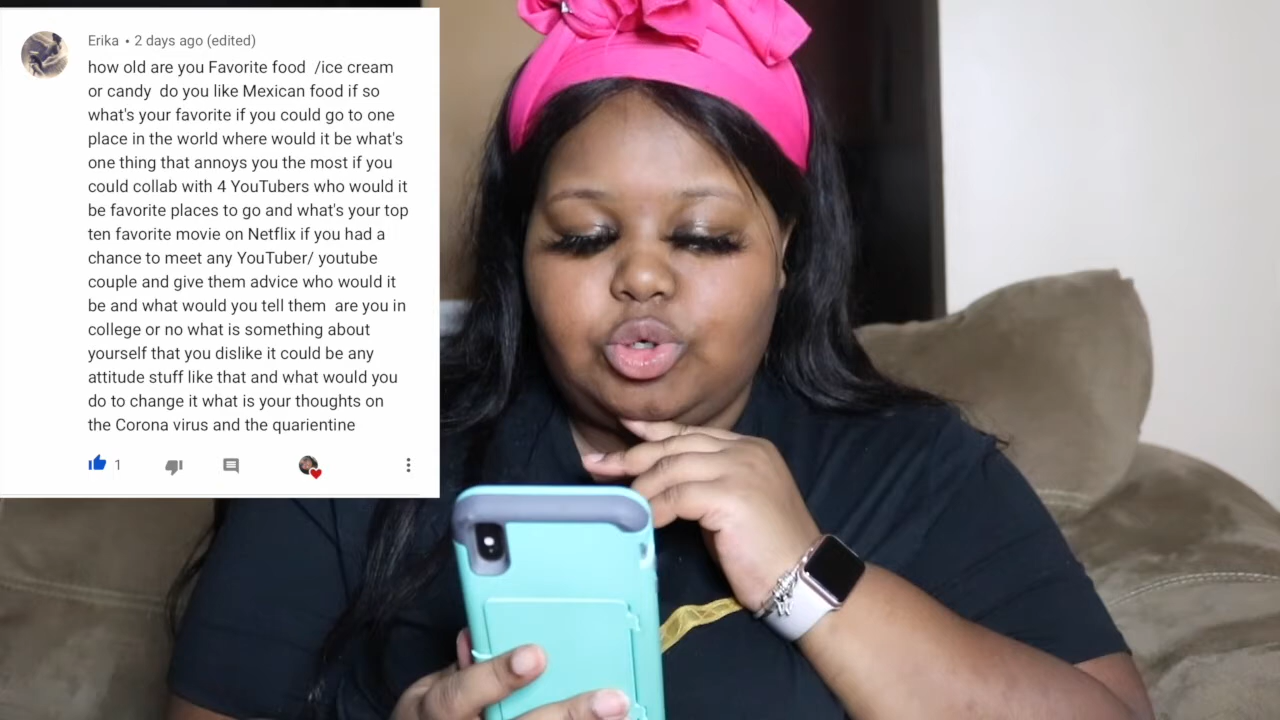 Erika • 2 days ago (edited)
how old are you Favorite food /ice cream
or candy do you like Mexican food if so
what's your favorite if you could go to one
place in the world where would it be what's
one thing that annoys you the most if you
could collab with 4 YouTubers who would it
be favorite places to go and what's your top
ten favorite movie on Netflix if you had a
chance to meet any YouTuber/ youtube
couple and give them advice who would it
be and what would you tell them are you in
college or no what is something about
yourself that you dislike it could be any
attitude stuff like that and what would you
do to change it what is your thoughts on
the Corona virus and the quarientine
1